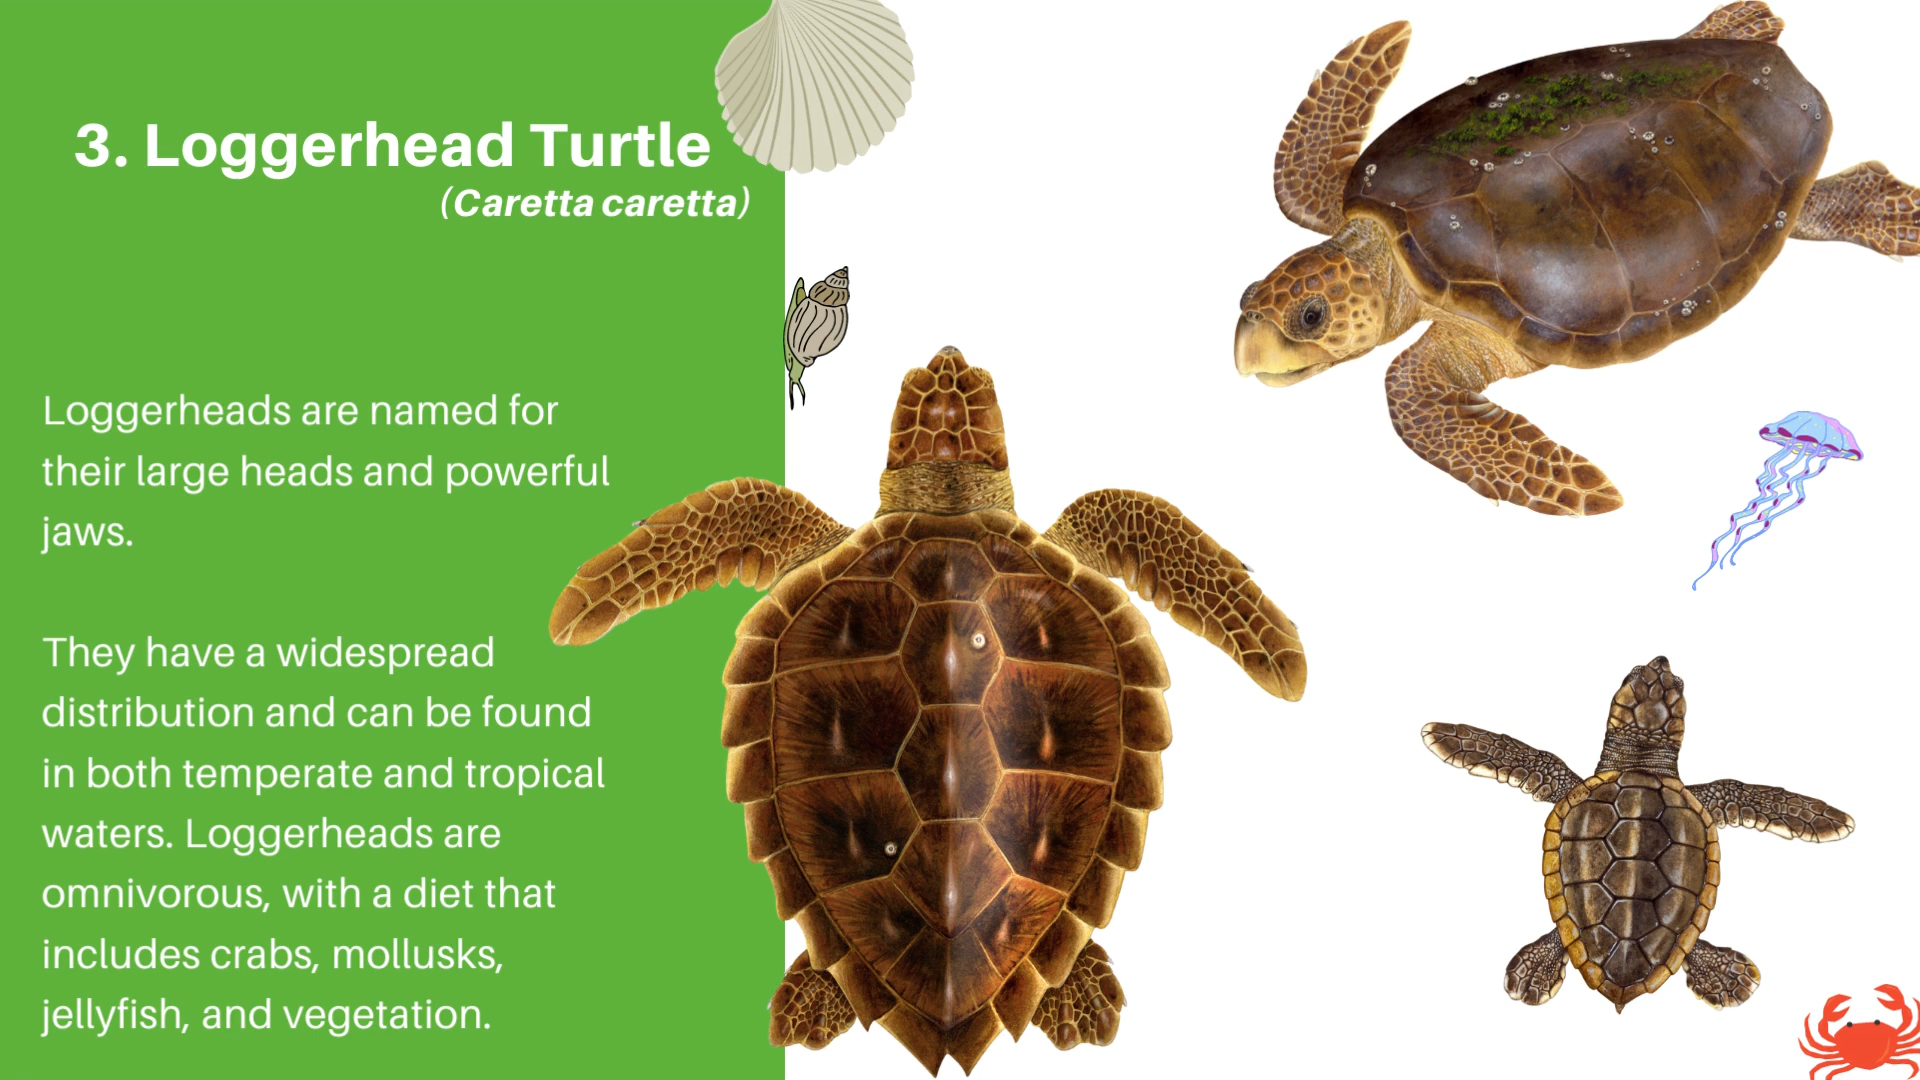 3. Loggerhead Turtle
(Caretta caretta)
Loggerheads are named for
their large heads and powerful
jaws.
They have a widespread
distribution and can be found
in both temperate and tropical
waters. Loggerheads are
omnivorous, with a diet that
includes crabs, mollusks,
jellyfish, and vegetation.